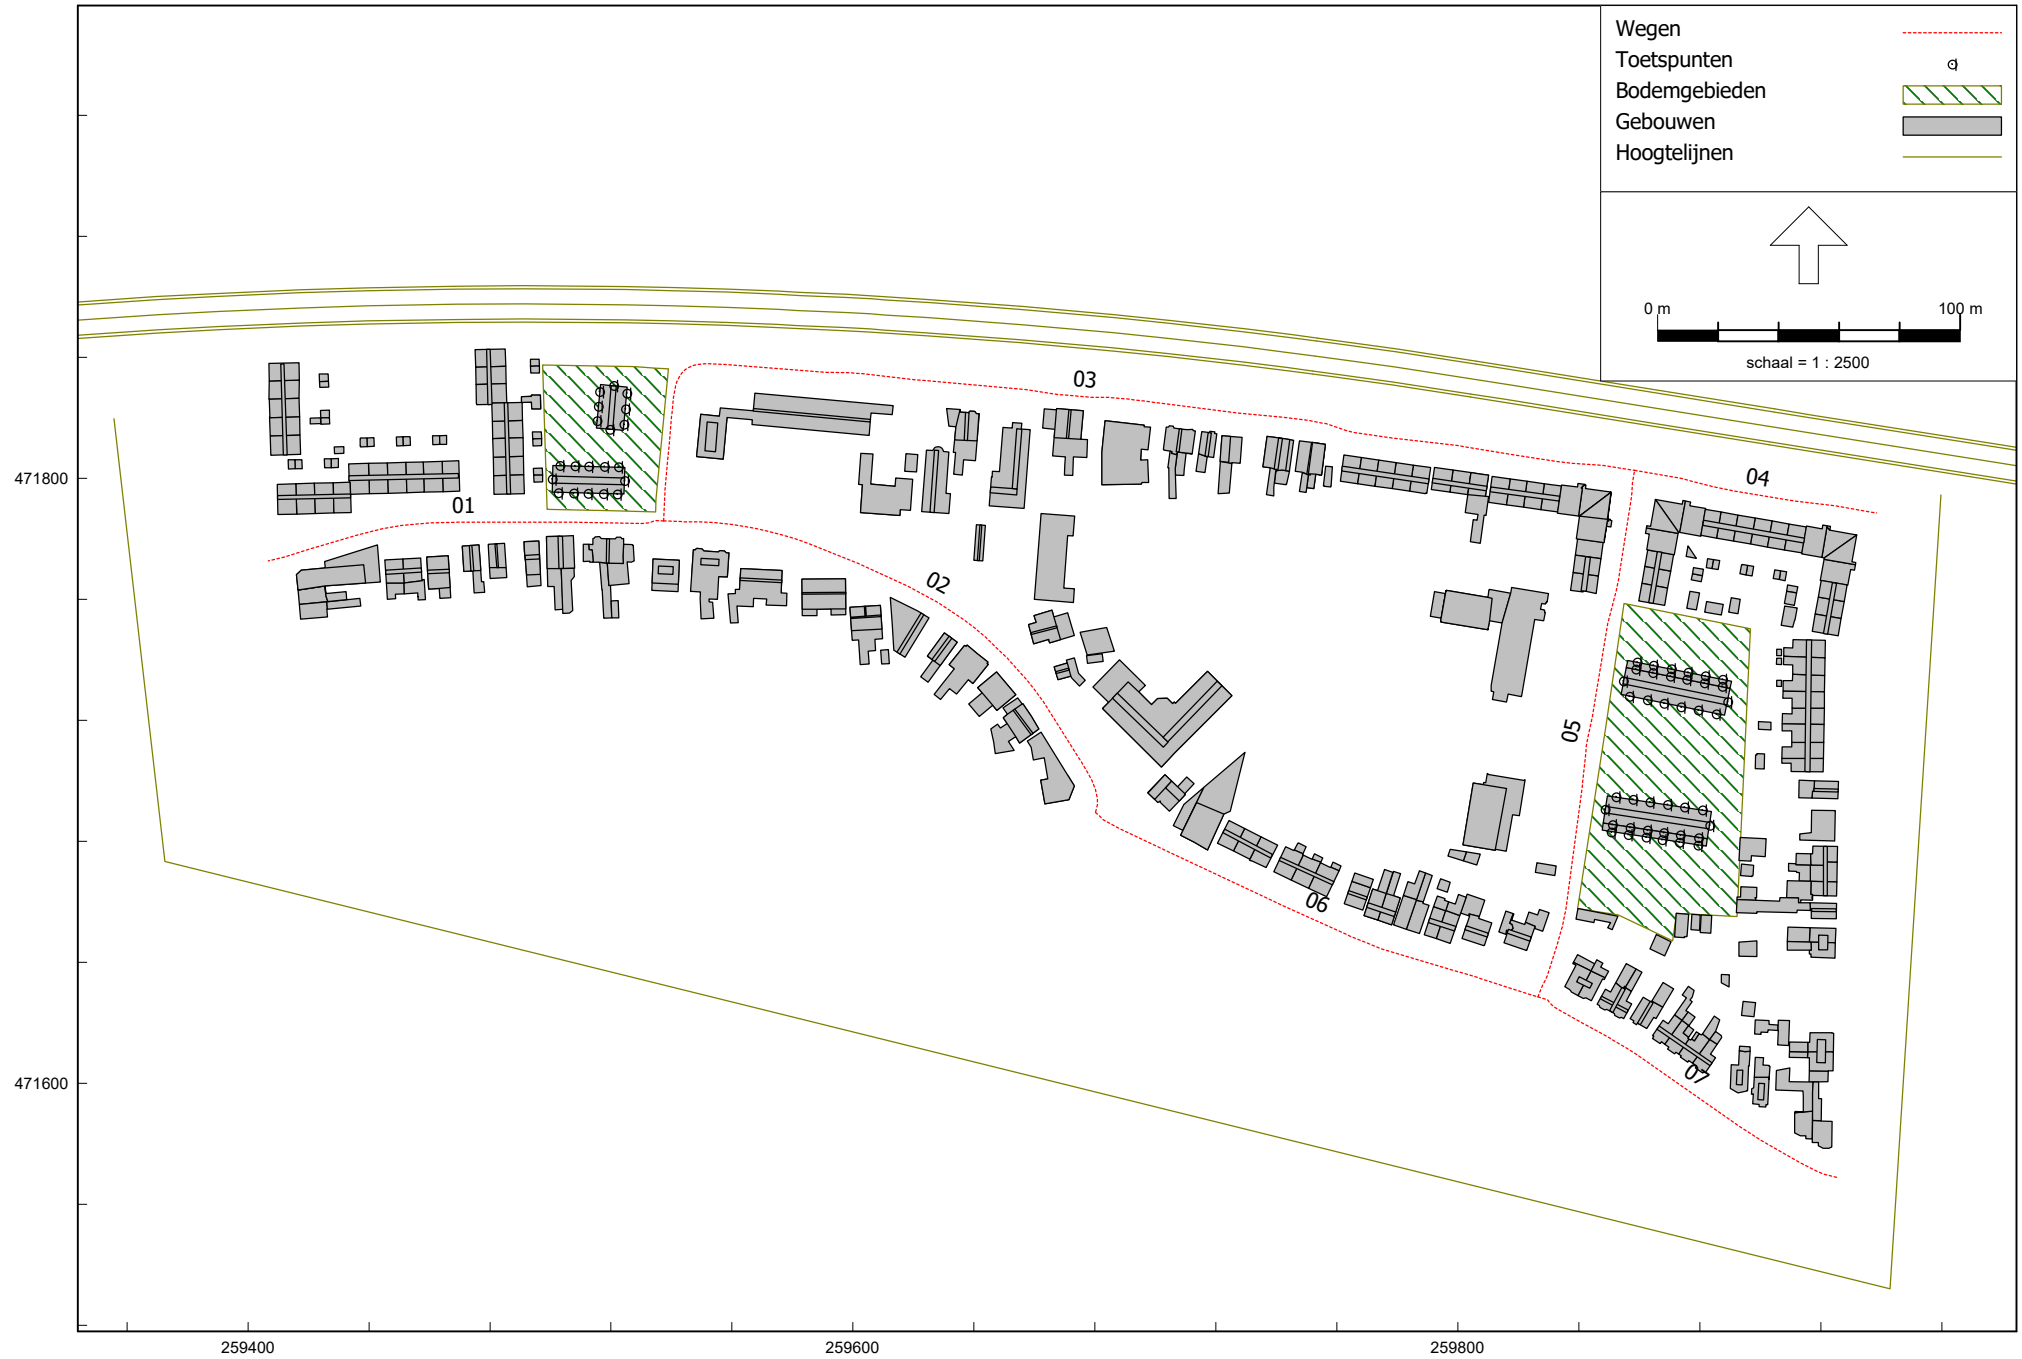 Wegen
Toetspunten
Bodemgebieden
Gebouwen
Hoogtelijnen
0 m 100 m
schaal = 1 : 2500
03
04
471800
01
02
05
06
07
471600
259400 259600 259800